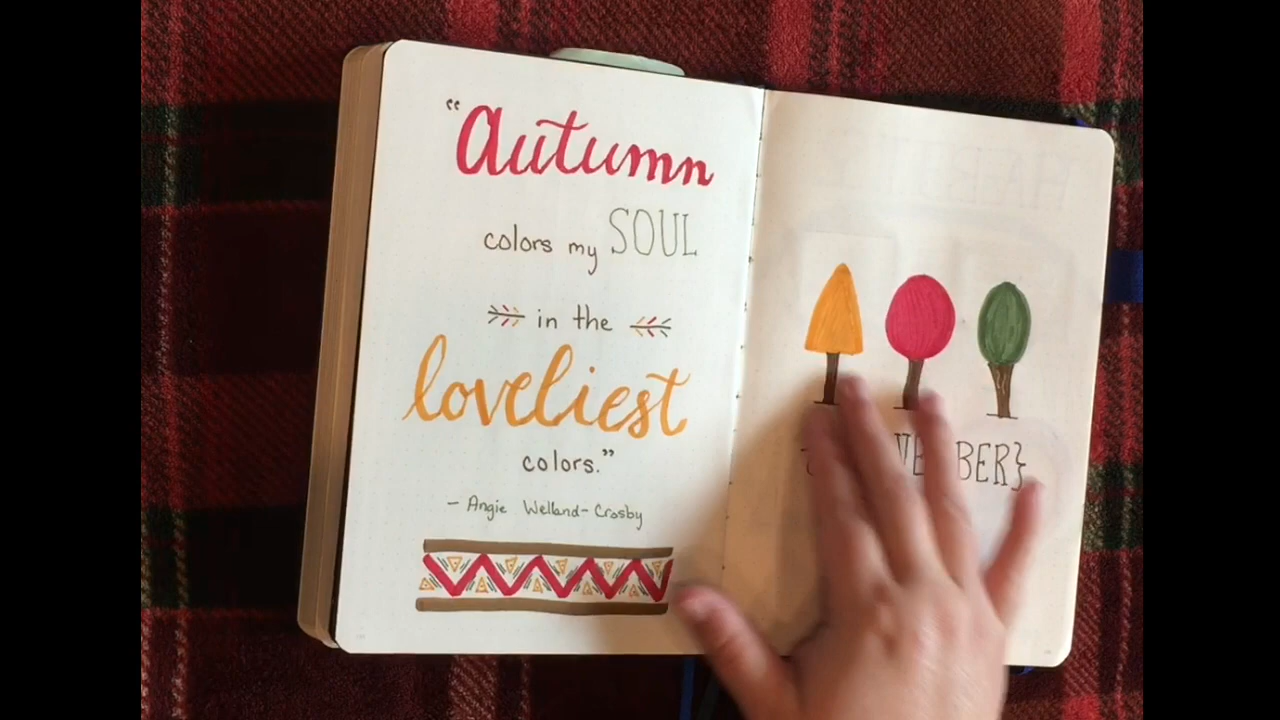 "Autumn
colors my SOUL
in the
loveliest
colors."
- Angie Welland-Crosby